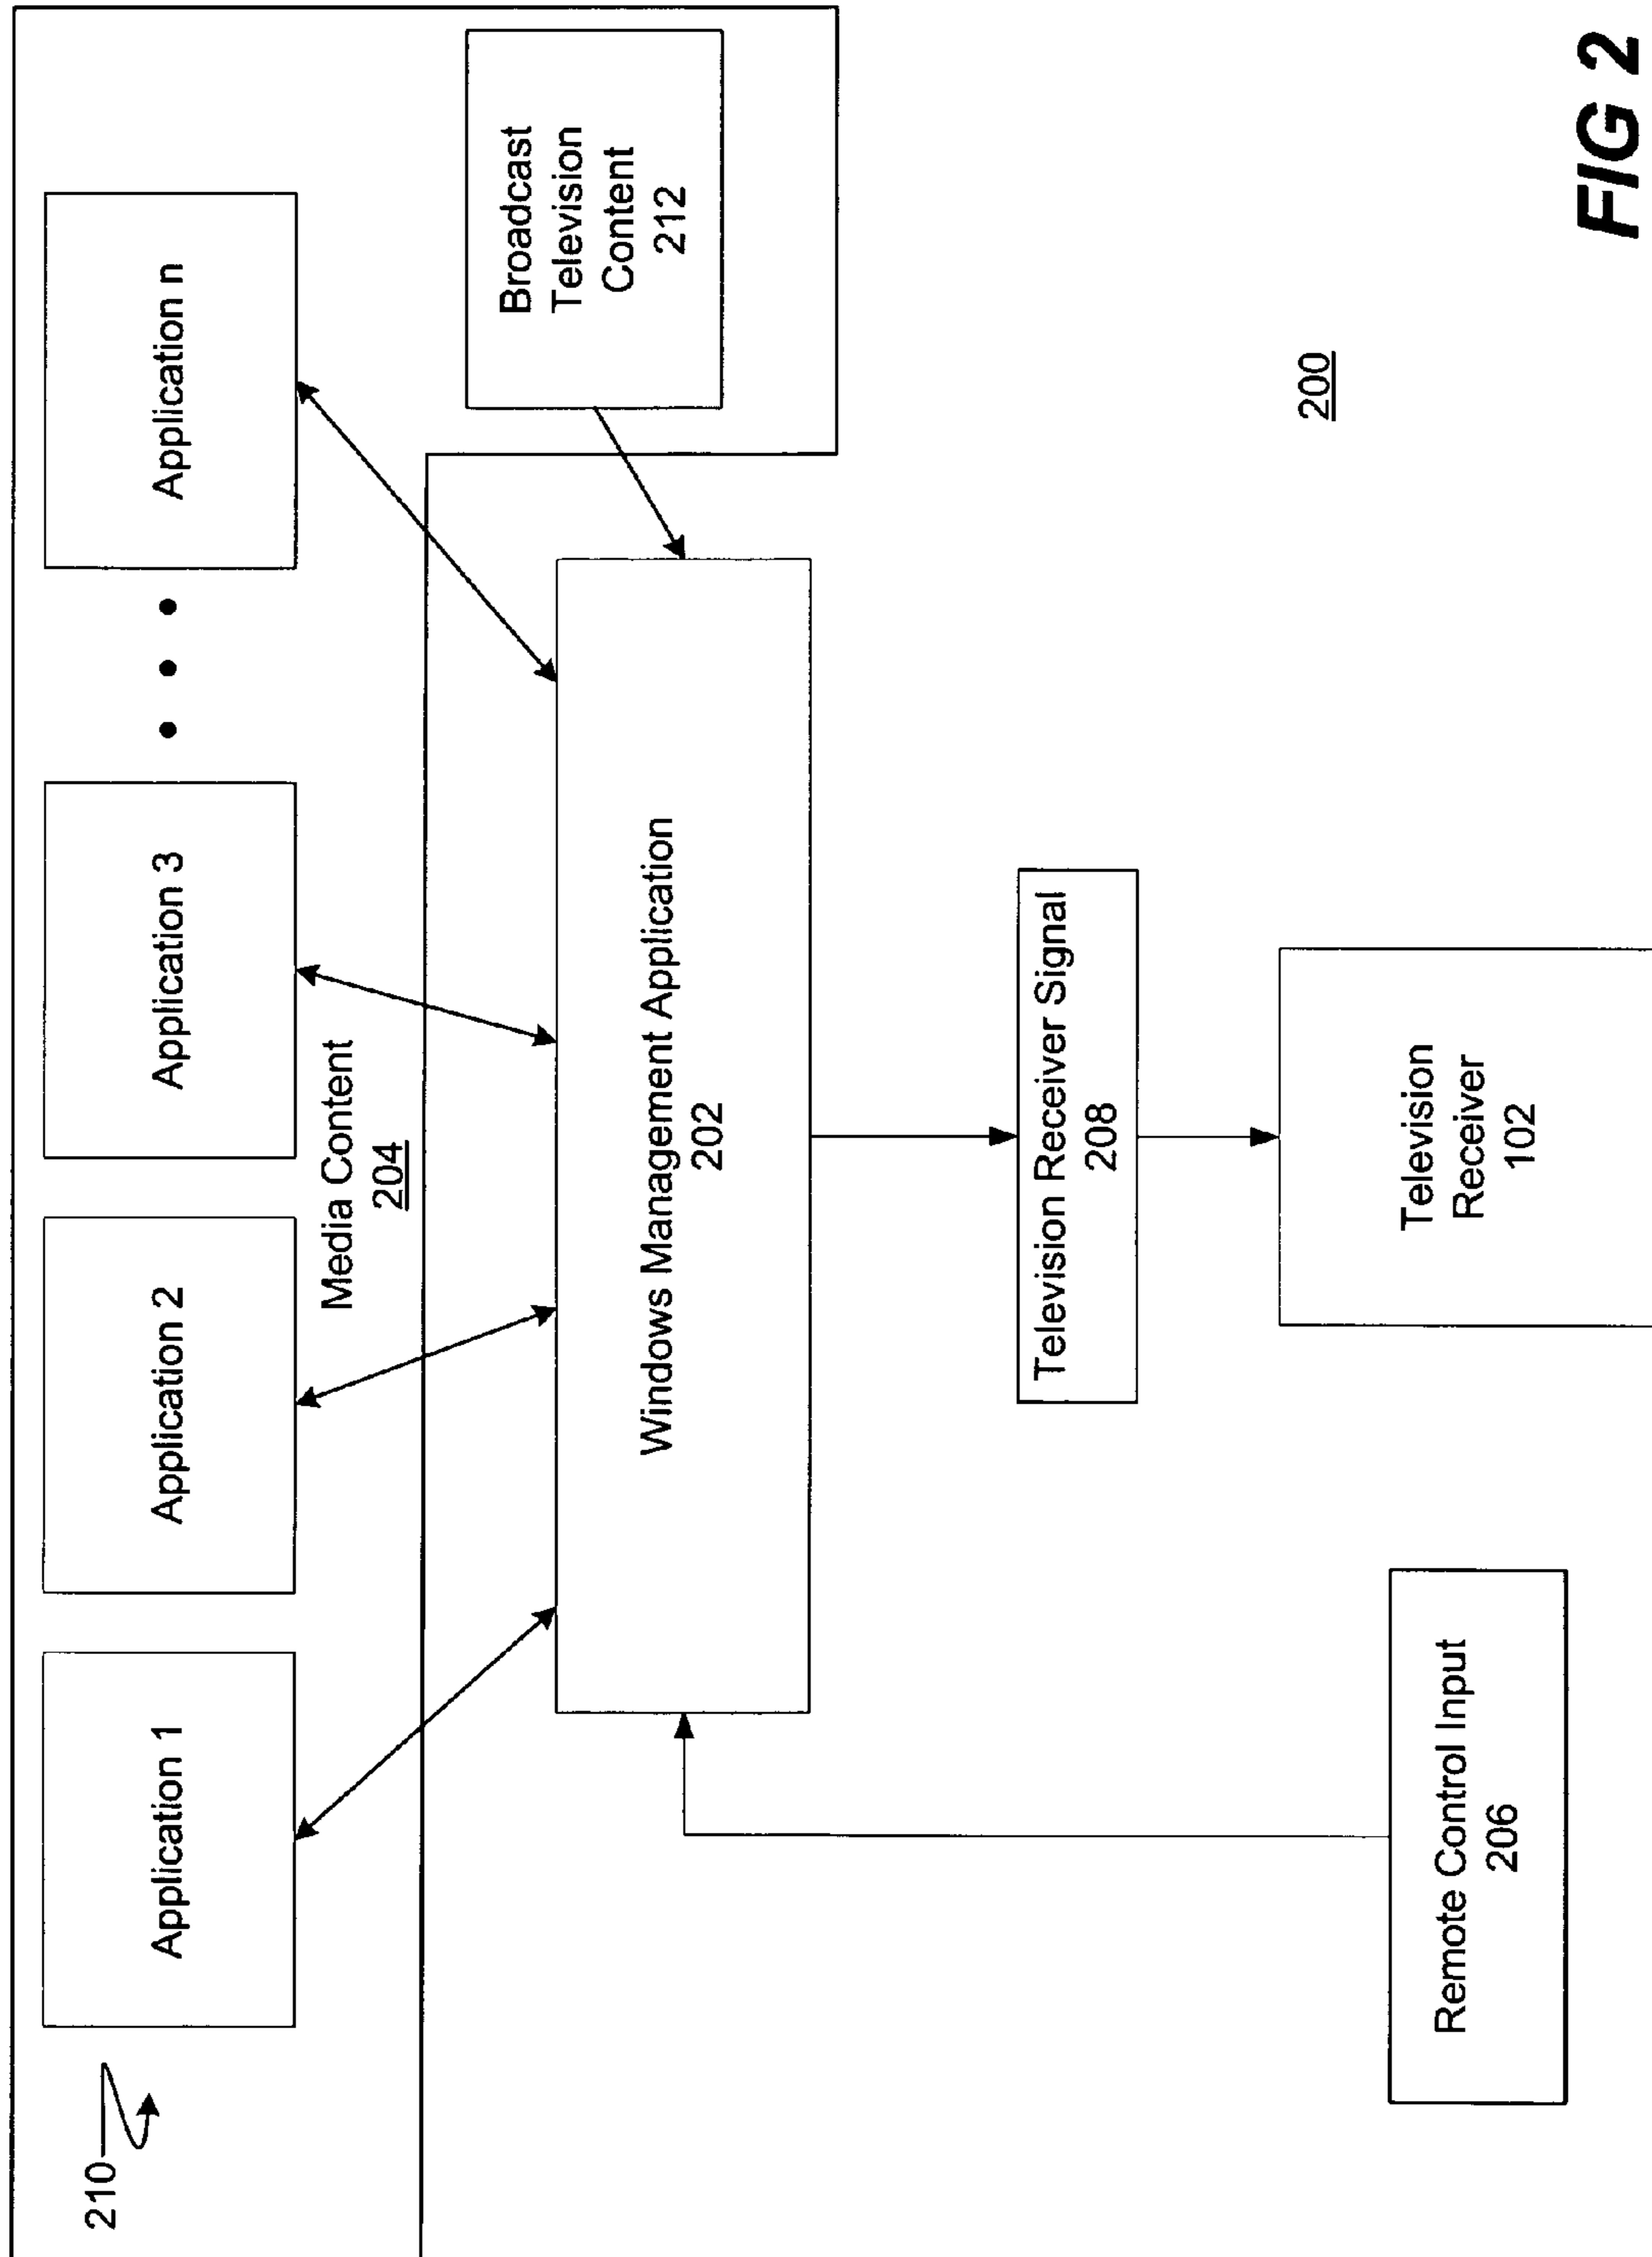 210
Application 1
Application 2
Application 3
Application n
Media Content
204
Broadcast
Television
Content
212
Windows Management Application
202
Television Receiver Signal
208
Remote Control Input
206
Television
Receiver
102
200
FIG 2